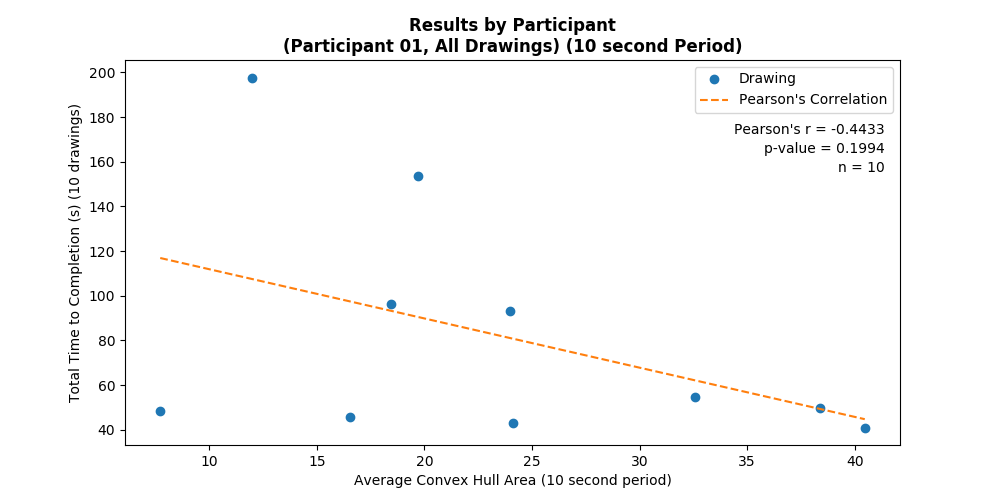 Results by Participant
(Participant 01, All Drawings) (10 second Period)
Drawing
Pearson's Correlation
Pearson's r = -0.4433
p-value = 0.1994
n = 10
Total Time to Completion (s) (10 drawings)
200
180
160
140
120
100
80
60
40
10 15 20 25 30 35 40
Average Convex Hull Area (10 second period)